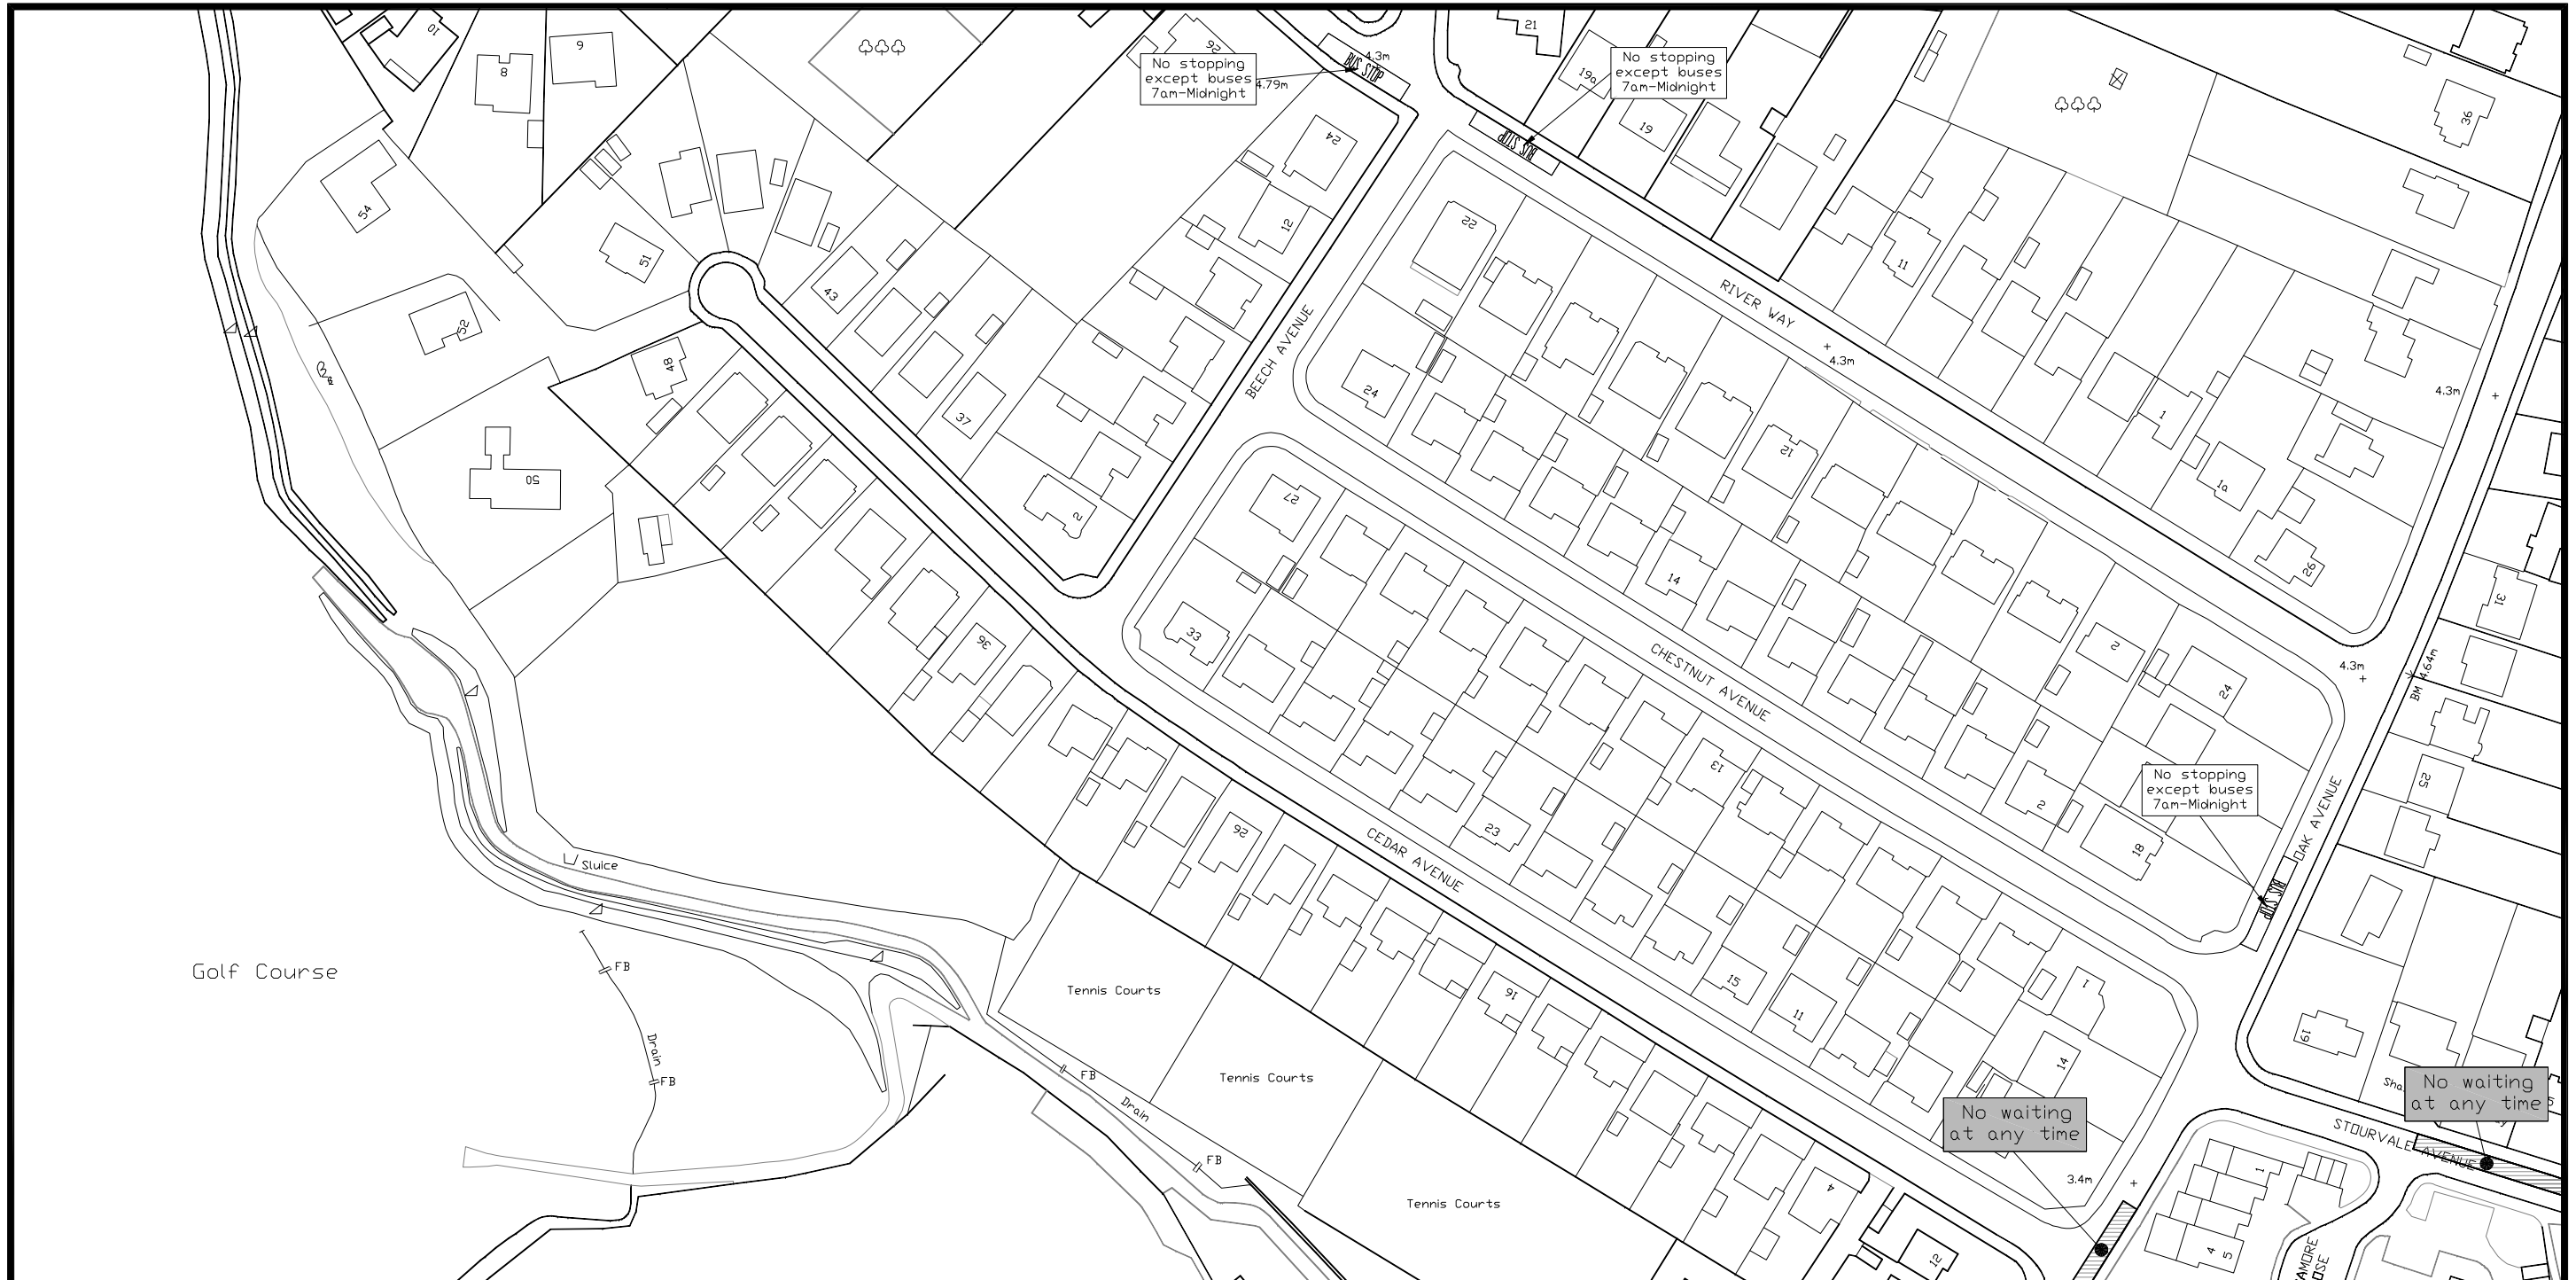 10
8
9
54
51
52
48
50
43
37
36
26
2
92
24
12
4.79m
4.3m
BUS STOP
No stopping
except buses
7am-Midnight
21
19a
19
No stopping
except buses
7am-Midnight
BUS STOP
11
1
1a
26
36
4.3m
RIVER WAY
4.3m
BEECH AVENUE
22
24
12
14
2
24
2
18
27
33
CHESTNUT AVENUE
13
23
15
11
1
14
CEDAR AVENUE
16
4
12
4.3m
BM 4.64m
31
25
19
No stopping
except buses
7am-Midnight
OAK AVENUE
BUS STOP
No waiting
at any time
No waiting
at any time
STOURVALE AVENUE
3.4m
1
4
5
Sluice
Golf Course
FB
Drain
FB
Tennis Courts
Tennis Courts
FB
Drain
FB
Tennis Courts